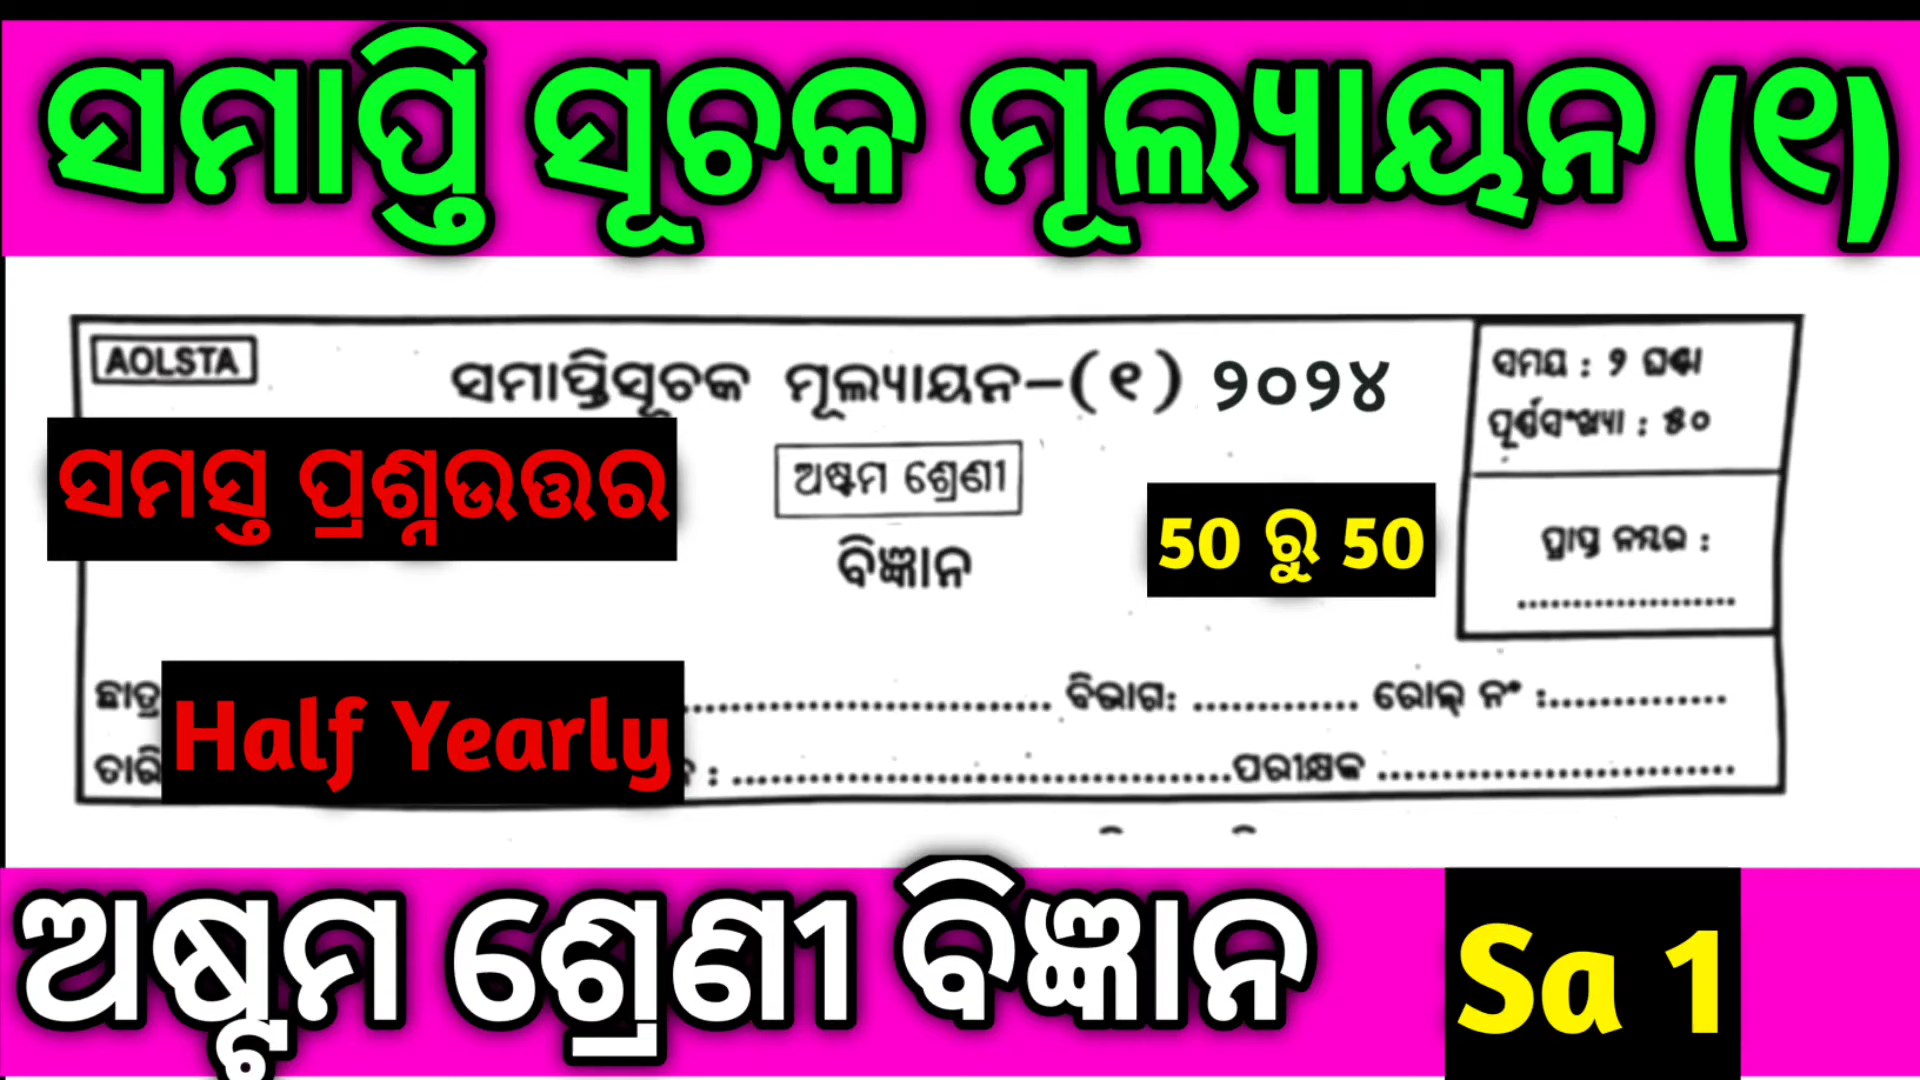 ସମାପ୍ତି ସୂଚକ ମୂଲ୍ୟାୟନ (୧)
AOLSTA
ସମାପ୍ତିସୂଚକ ମୂଲ୍ୟାୟନ–(୧) ୨୦୨୪
ସମୟ : ୨ ଘଣ୍ଟା
ପୂର୍ଣ୍ଣସଂଖ୍ୟା : ୫୦
ସମସ୍ତ ପ୍ରଶ୍ନଉତ୍ତର
ଅଷ୍ଟମ ଶ୍ରେଣୀ
50 ରୁ 50
ବିଜ୍ଞାନ
ପ୍ରାପ୍ତ ନମ୍ବର :
Half Yearly
ବିଭାଗ: ............. ରୋଲ୍ ନଂ :..............
ପରୀକ୍ଷକ ..............................
ଅଷ୍ଟମ ଶ୍ରେଣୀ ବିଜ୍ଞାନ
Sa 1